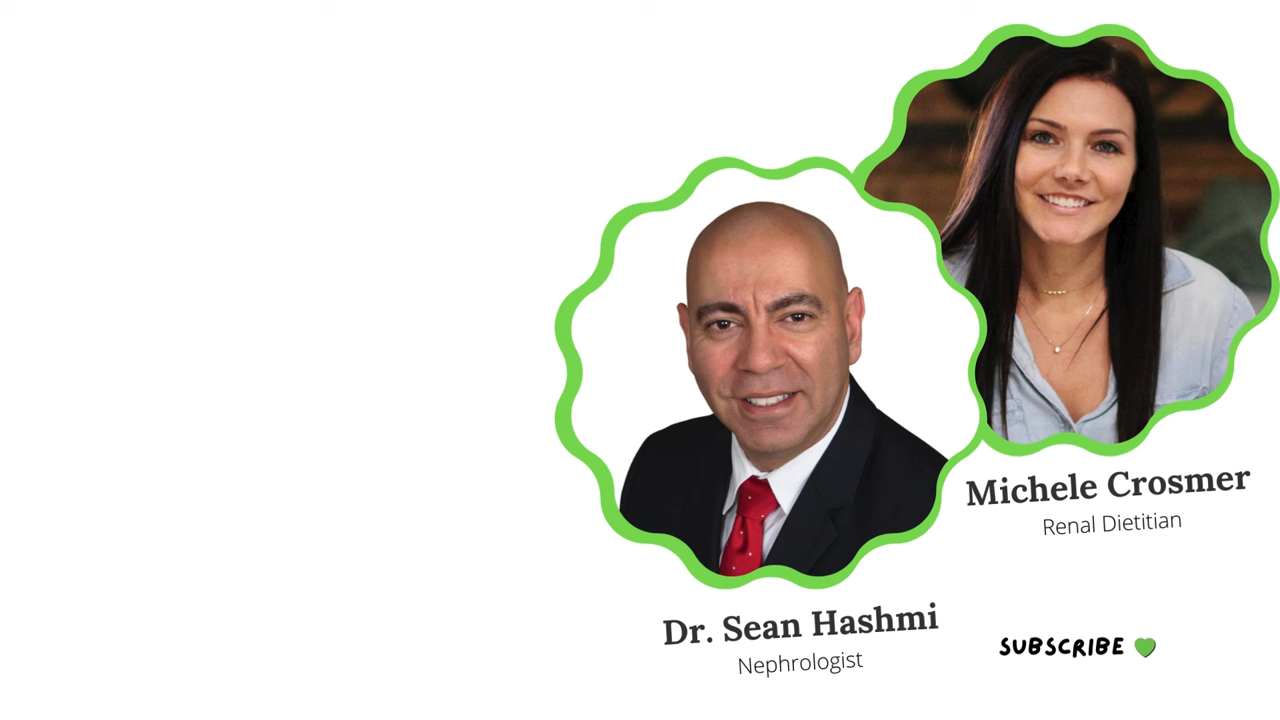 Michele Crosmer
Renal Dietitian
Dr. Sean Hashmi
Nephrologist
SUBSCRIBE